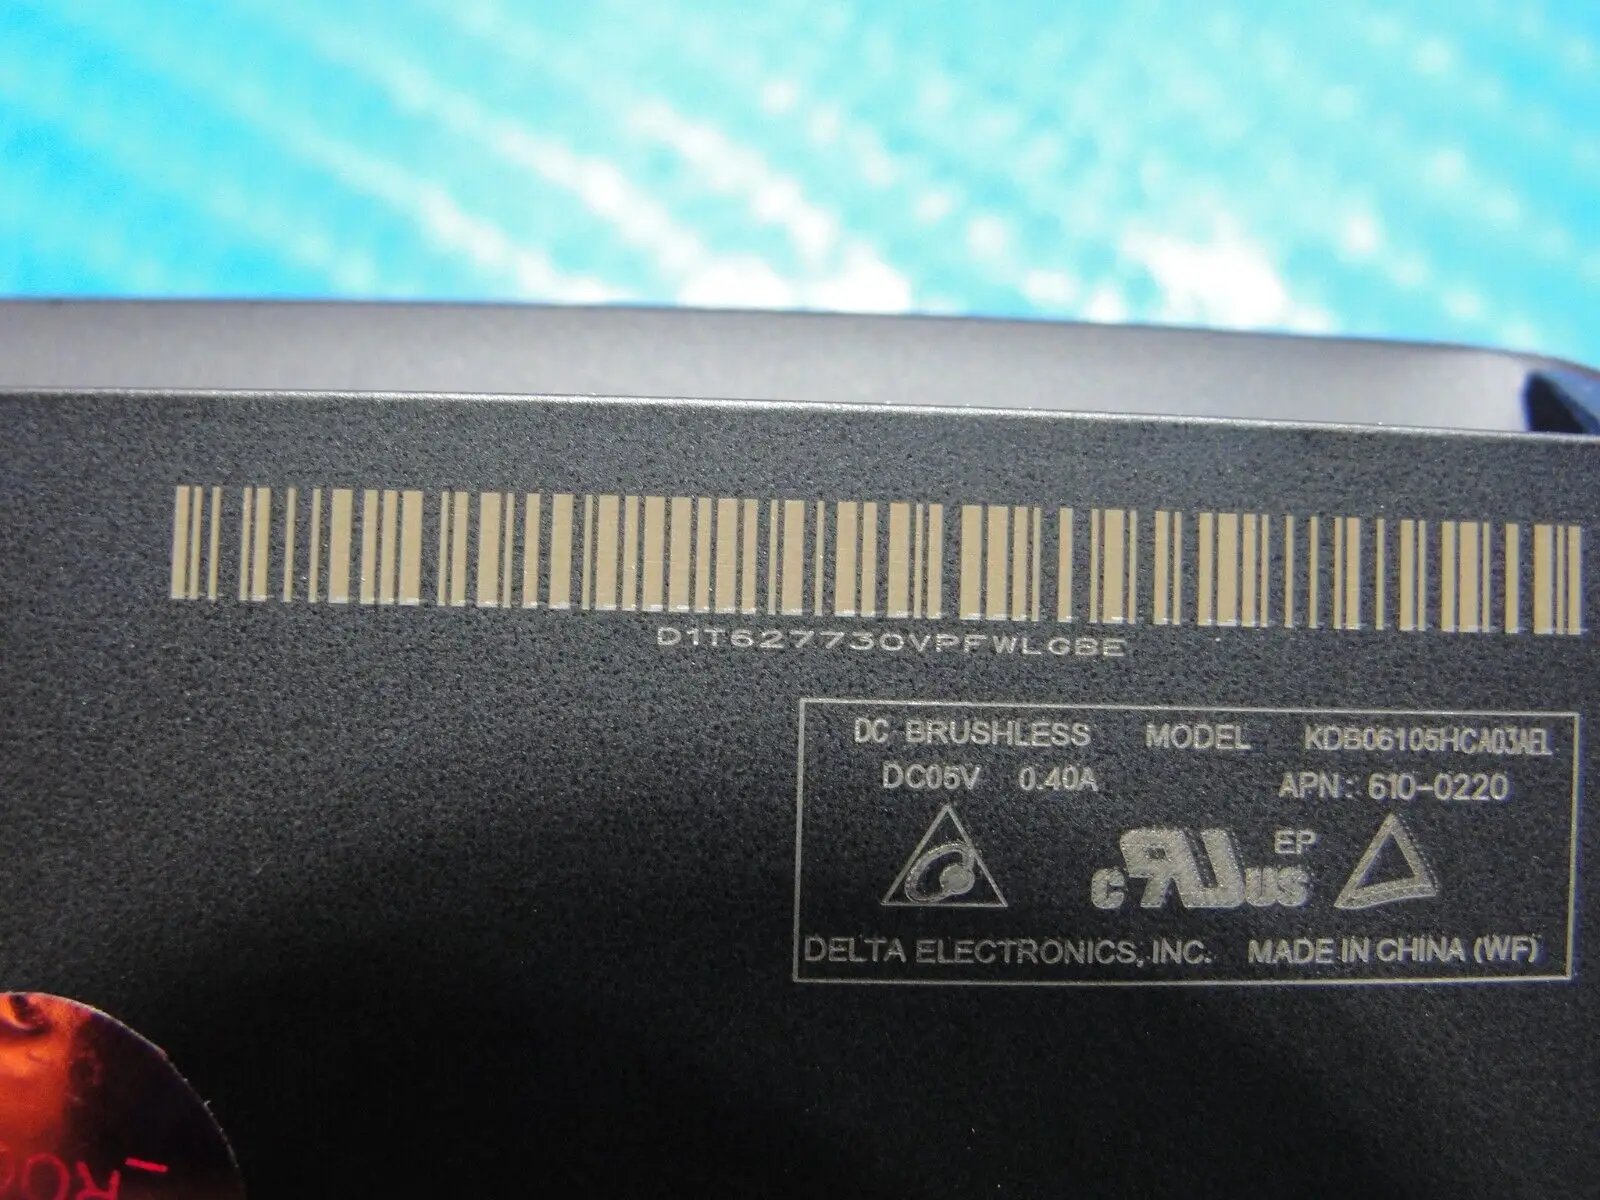 D1T627730VPFWLGBE
DC BRUSHLESS MODEL KDB06105HCA03AEL
DC05V 0.40A APN: 610-0220
c RU us EP
DELTA ELECTRONICS, INC. MADE IN CHINA (WF)